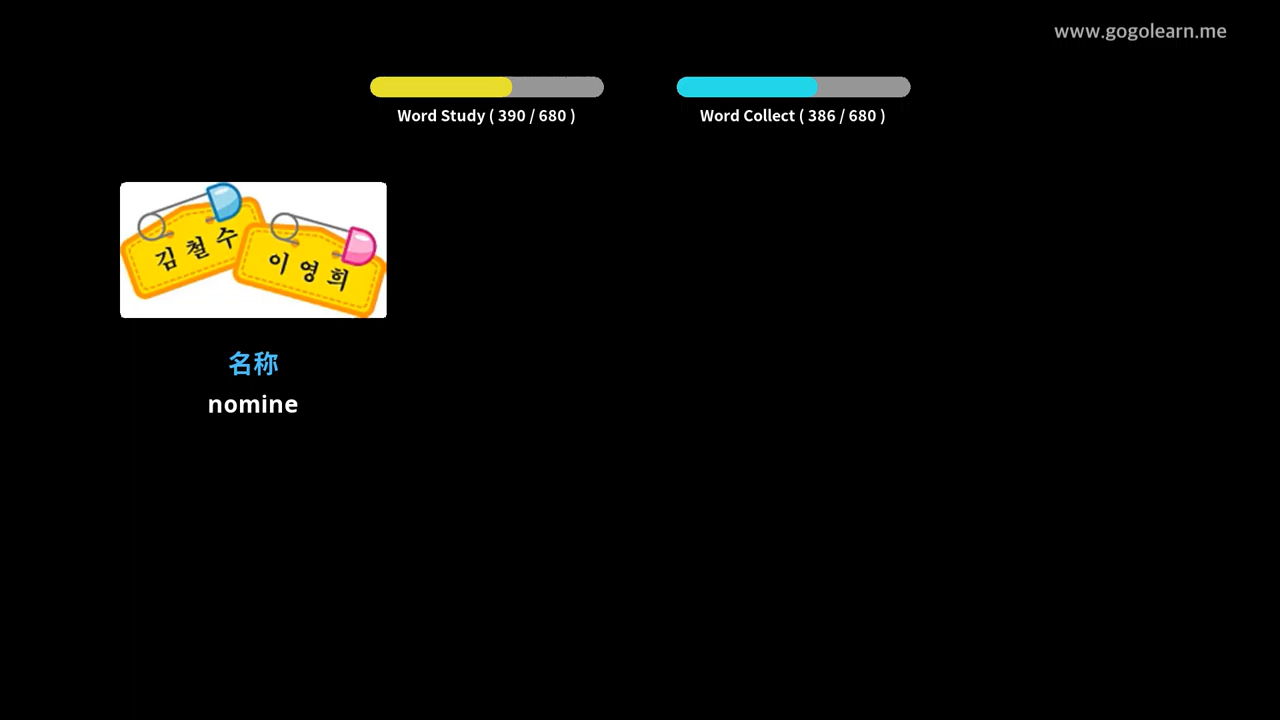 www.gogolearn.me
Word Study ( 390 / 680 )
Word Collect ( 386 / 680 )
김철수
이영희
名称
nomine